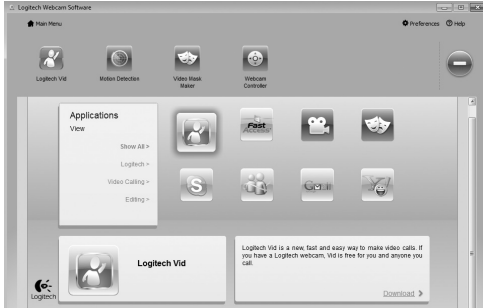 Logitech Webcam Software
Main Menu
Preferences
Help
Logitech Vid
Motion Detection
Video Mask
Maker
Webcam
Controller
Applications
View
Show All >
Logitech >
Video Calling >
Editing >
Fast
Access
Logitech Vid
Logitech Vid is a new, fast and easy way to make video calls. If
you have a Logitech webcam, Vid is free for you and anyone you
call.
Download
Logitech